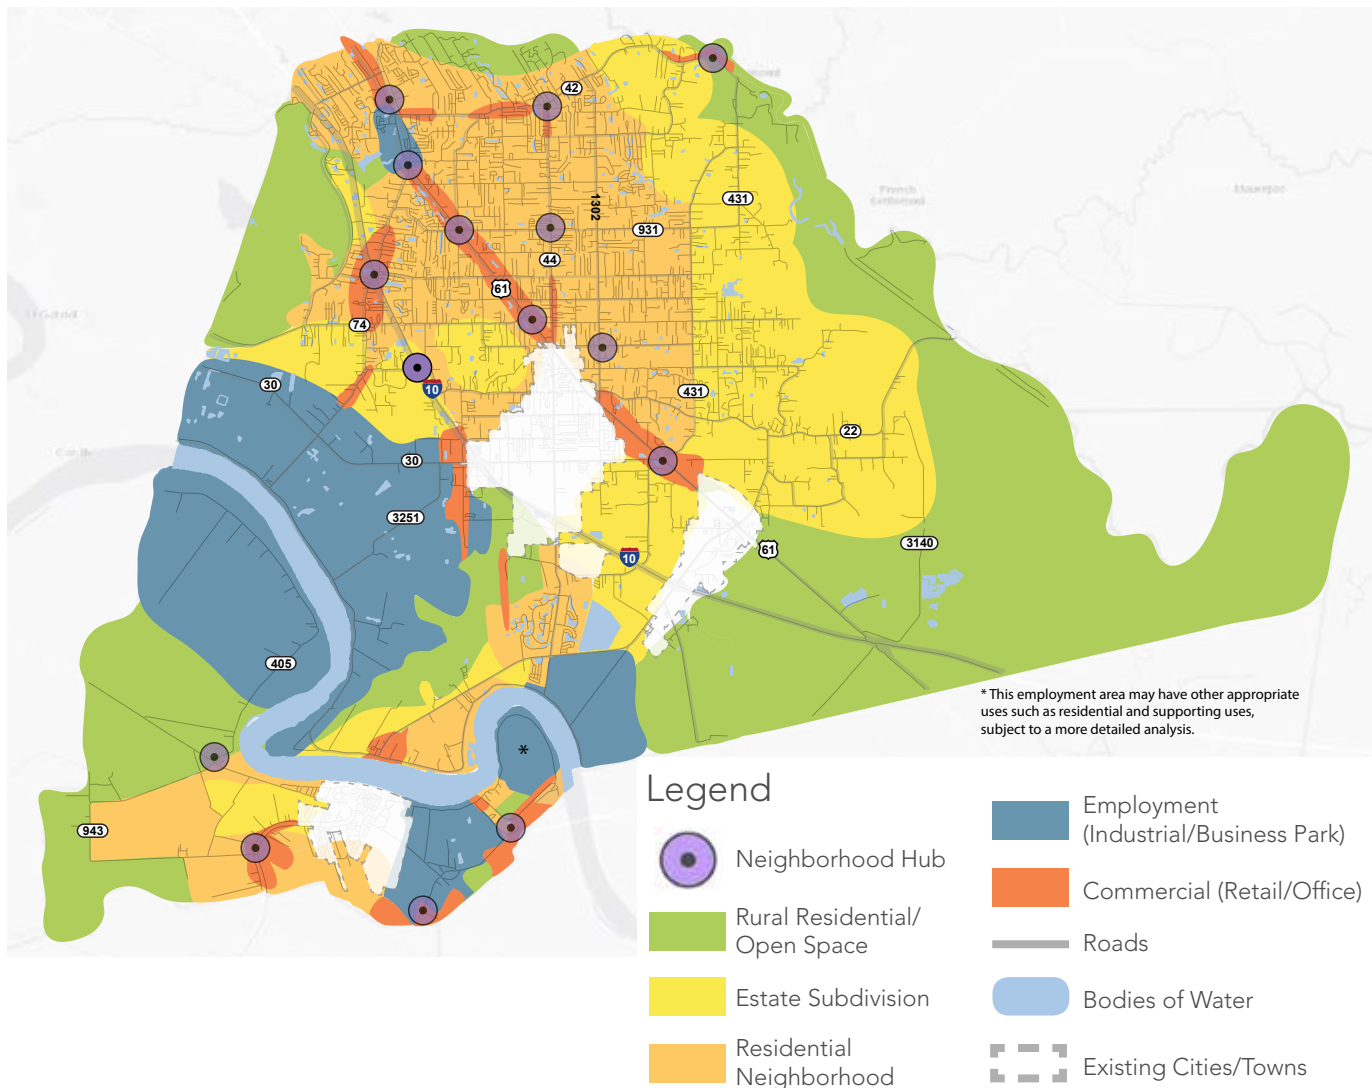 42
431
1302
931
44
61
74
10
30
431
22
30
3251
10
61
3140
405
943
French
Settlement
Maurepas
*
* This employment area may have other appropriate
uses such as residential and supporting uses,
subject to a more detailed analysis.
Legend
Neighborhood Hub
Rural Residential/
Open Space
Estate Subdivision
Residential
Neighborhood
Employment
(Industrial/Business Park)
Commercial (Retail/Office)
Roads
Bodies of Water
Existing Cities/Towns